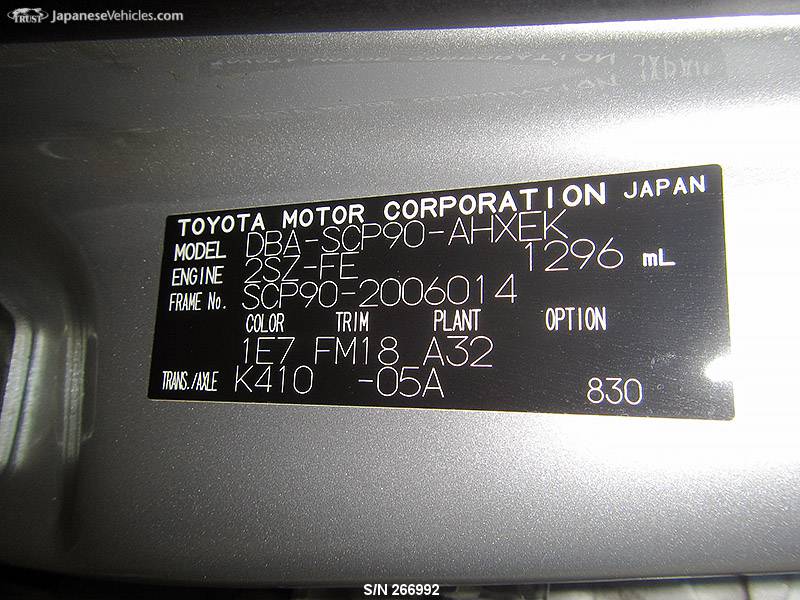 TRUST JapaneseVehicles.com
TOYOTA MOTOR CORPORATION JAPAN
MODEL DBA-SCP90-AHXEK
ENGINE 2SZ-FE 1296 mL
FRAME No. SCP90-2006014
COLOR TRIM PLANT OPTION
1E7 FM18 A32
TRANS./AXLE K410 -05A 830
S/N 266992